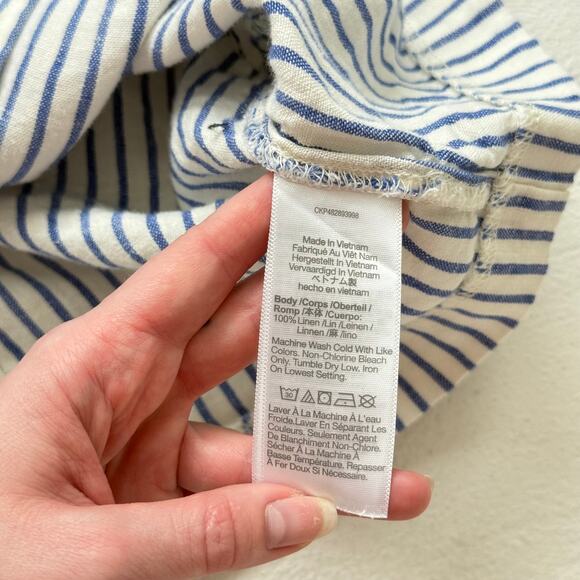 CKP482893998
Made In Vietnam
Fabriqué Au Viêt Nam
Hergestellt In Vietnam
Vervaardigd In Vietnam
ベトナム製
hecho en vietnam
Body /Corps /Oberteil /
Romp /本体 /Cuerpo:
100% Linen /Lin /Leinen /
Linnen /麻 /lino
Machine Wash Cold With Like
Colors. Non-Chlorine Bleach
Only. Tumble Dry Low. Iron
On Lowest Setting.
30
Laver À La Machine À L'eau
Froide.Laver En Séparant Les
Couleurs. Seulement Agent
De Blanchiment Non-Chlore.
Sécher À La Machine À
Basse Température. Repasser
À Fer Doux Si Nécessaire.